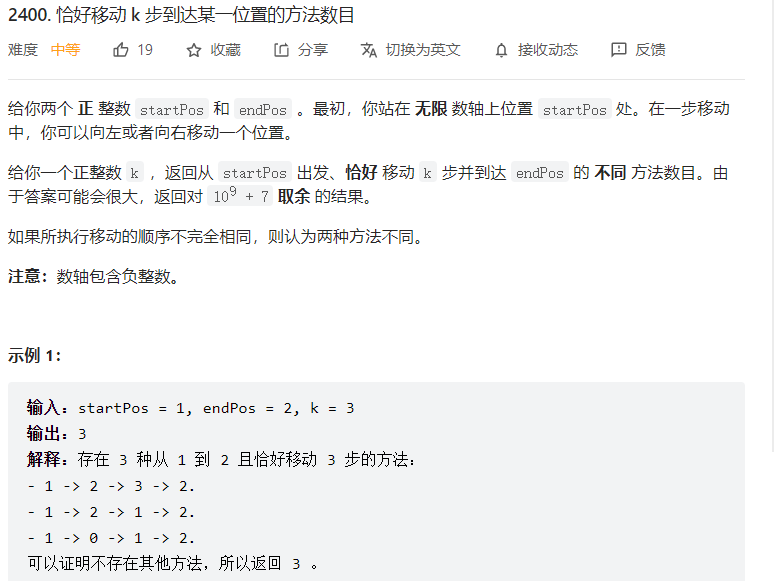 2400. 恰好移动 k 步到达某一位置的方法数目
难度 中等 19 收藏 分享 切换为英文 接收动态 反馈
给你两个 正 整数 startPos 和 endPos 。最初，你站在 无限 数轴上位置 startPos 处。在一步移动
中，你可以向左或者向右移动一个位置。
给你一个正整数 k ，返回从 startPos 出发、恰好 移动 k 步并到达 endPos 的 不同 方法数目。由
于答案可能会很大，返回对 10^9 + 7 取余 的结果。
如果所执行移动的顺序不完全相同，则认为两种方法不同。
注意：数轴包含负整数。
示例 1：
输入：startPos = 1, endPos = 2, k = 3
输出：3
解释：存在 3 种从 1 到 2 且恰好移动 3 步的方法：
- 1 -> 2 -> 3 -> 2.
- 1 -> 2 -> 1 -> 2.
- 1 -> 0 -> 1 -> 2.
可以证明不存在其他方法，所以返回 3 。